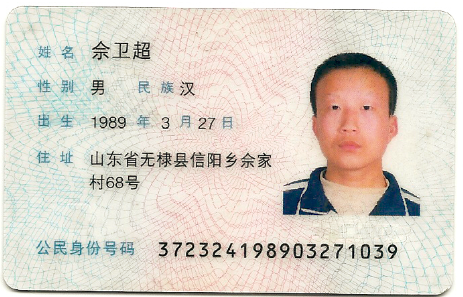 姓名 佘卫超
性别 男 民族 汉
出生 1989 年 3 月 27 日
住址 山东省无棣县信阳乡佘家
村68号
公民身份号码 372324198903271039